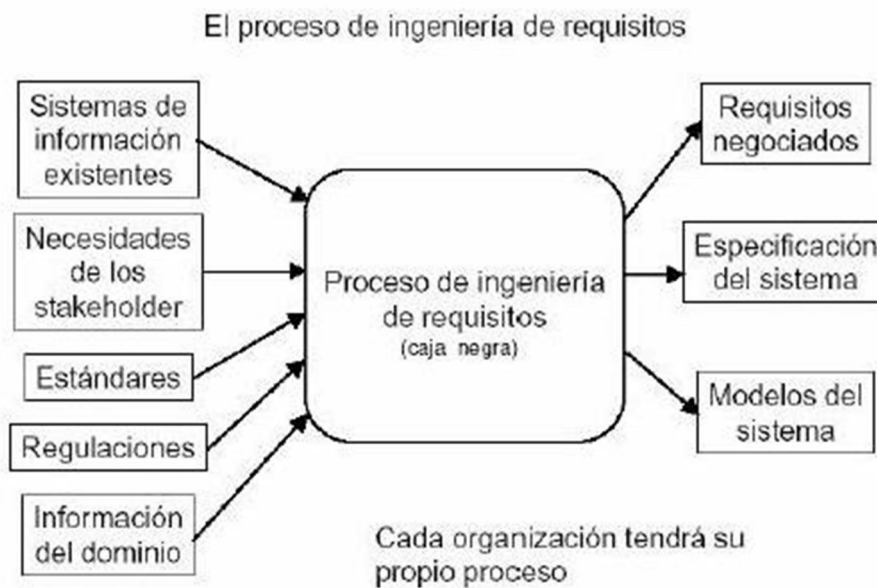 El proceso de ingeniería de requisitos
Sistemas de
información
existentes
Necesidades
de los
stakeholder
Estándares
Regulaciones
Información
del dominio
Proceso de ingeniería
de requisitos
(caja negra)
Requisitos
negociados
Especificación
del sistema
Modelos del
sistema
Cada organización tendrá su
propio proceso